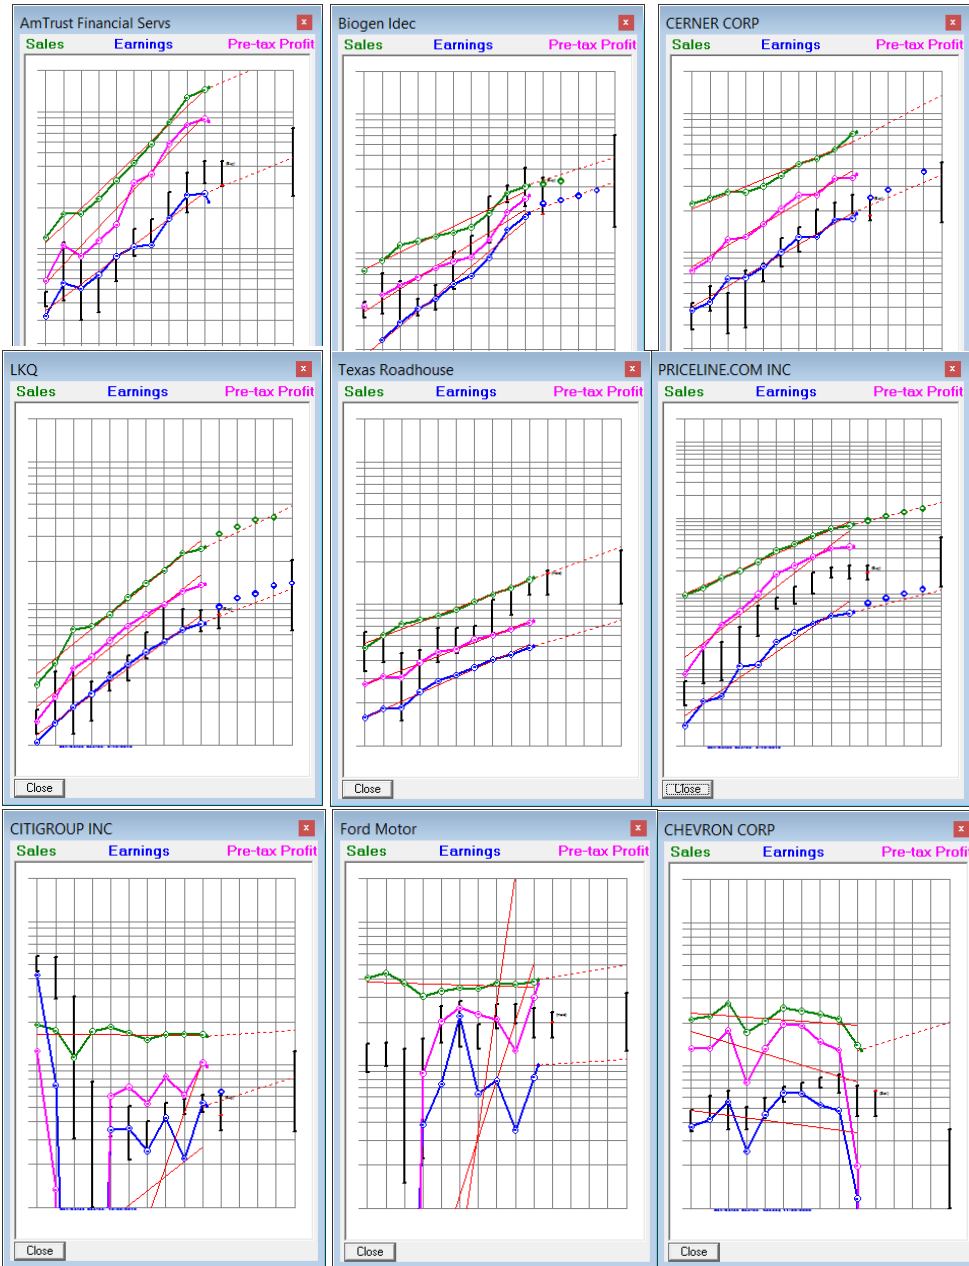 AmTrust Financial Servs x
Sales Earnings Pre-tax Profit
Biogen Idec x
Sales Earnings Pre-tax Profit
CERNER CORP x
Sales Earnings Pre-tax Profit
LKQ x
Sales Earnings Pre-tax Profit
Close
Texas Roadhouse x
Sales Earnings Pre-tax Profit
Close
PRICELINE.COM INC x
Sales Earnings Pre-tax Profit
Close
CITIGROUP INC x
Sales Earnings Pre-tax Profit
Close
Ford Motor x
Sales Earnings Pre-tax Profit
Close
CHEVRON CORP x
Sales Earnings Pre-tax Profit
Close